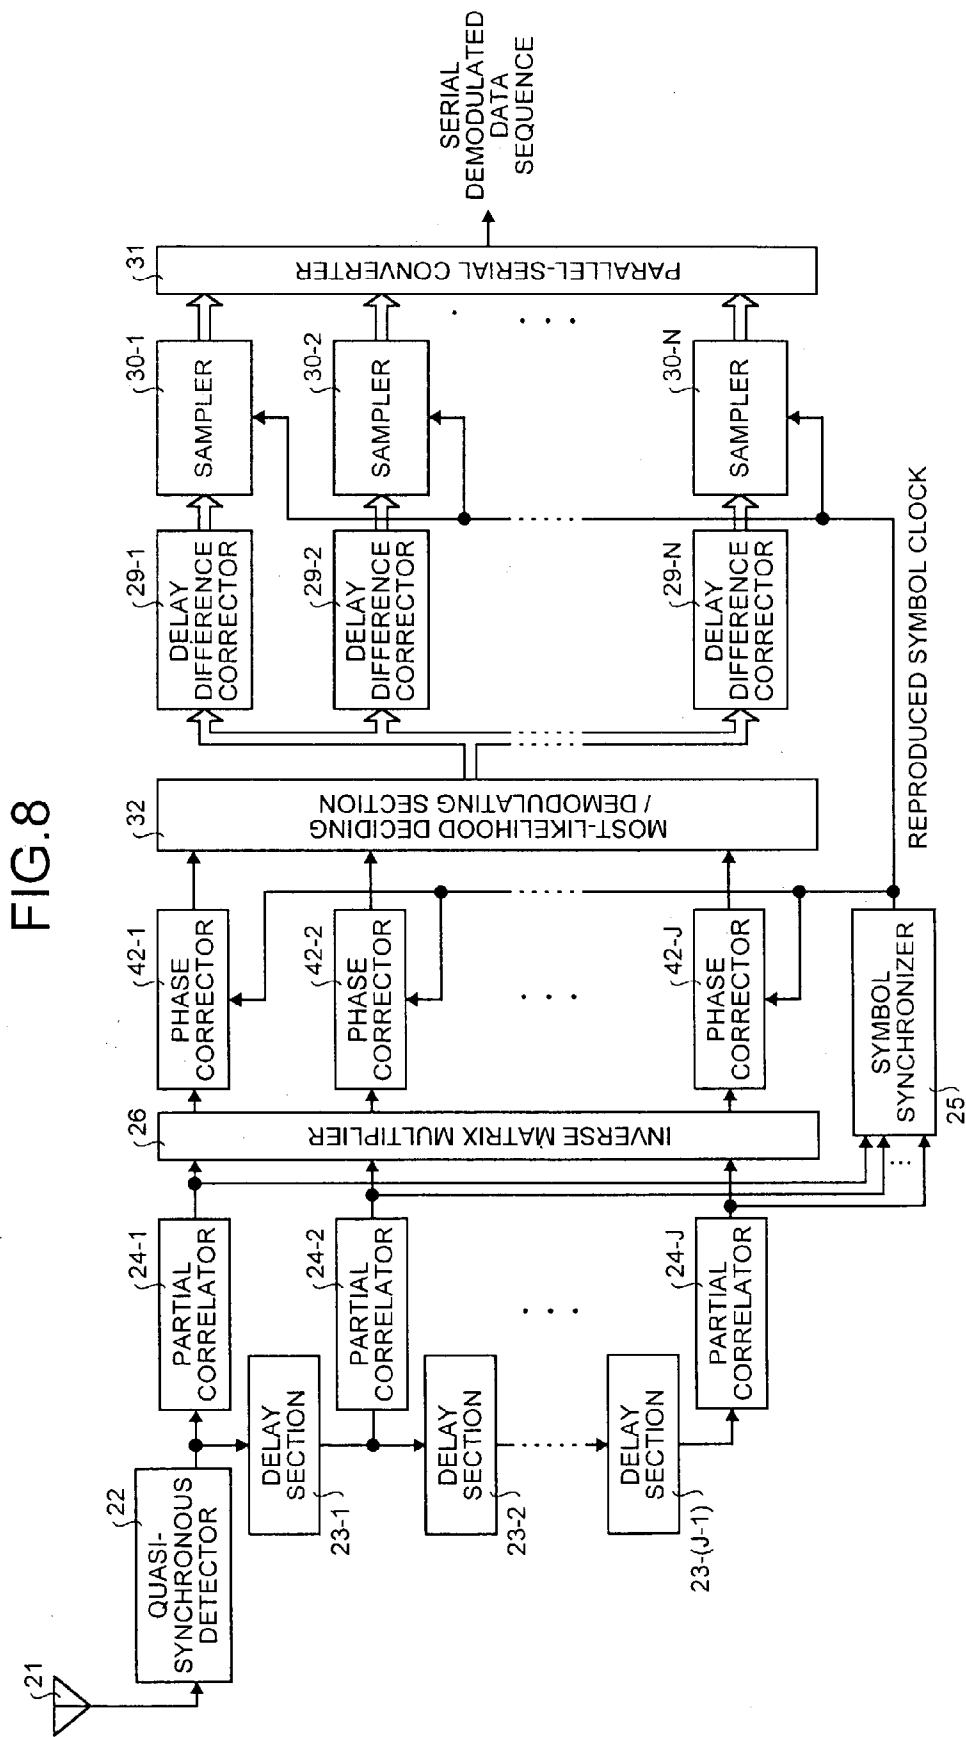 FIG.8
21
22
QUASI-
SYNCHRONOUS
DETECTOR
24-1
PARTIAL
CORRELATOR
24-2
PARTIAL
CORRELATOR
24-J
PARTIAL
CORRELATOR
DELAY
SECTION
23-1
DELAY
SECTION
23-2
DELAY
SECTION
23-(J-1)
26
INVERSE MATRIX MULTIPLIER
42-1
PHASE
CORRECTOR
42-2
PHASE
CORRECTOR
42-J
PHASE
CORRECTOR
SYMBOL
SYNCHRONIZER
25
32
MOST-LIKELIHOOD DECIDING
/ DEMODULATING SECTION
REPRODUCED SYMBOL CLOCK
29-1
DELAY
DIFFERENCE
CORRECTOR
29-2
DELAY
DIFFERENCE
CORRECTOR
29-N
DELAY
DIFFERENCE
CORRECTOR
30-1
SAMPLER
30-2
SAMPLER
30-N
SAMPLER
31
PARALLEL-SERIAL CONVERTER
SERIAL
DEMODULATED
DATA
SEQUENCE